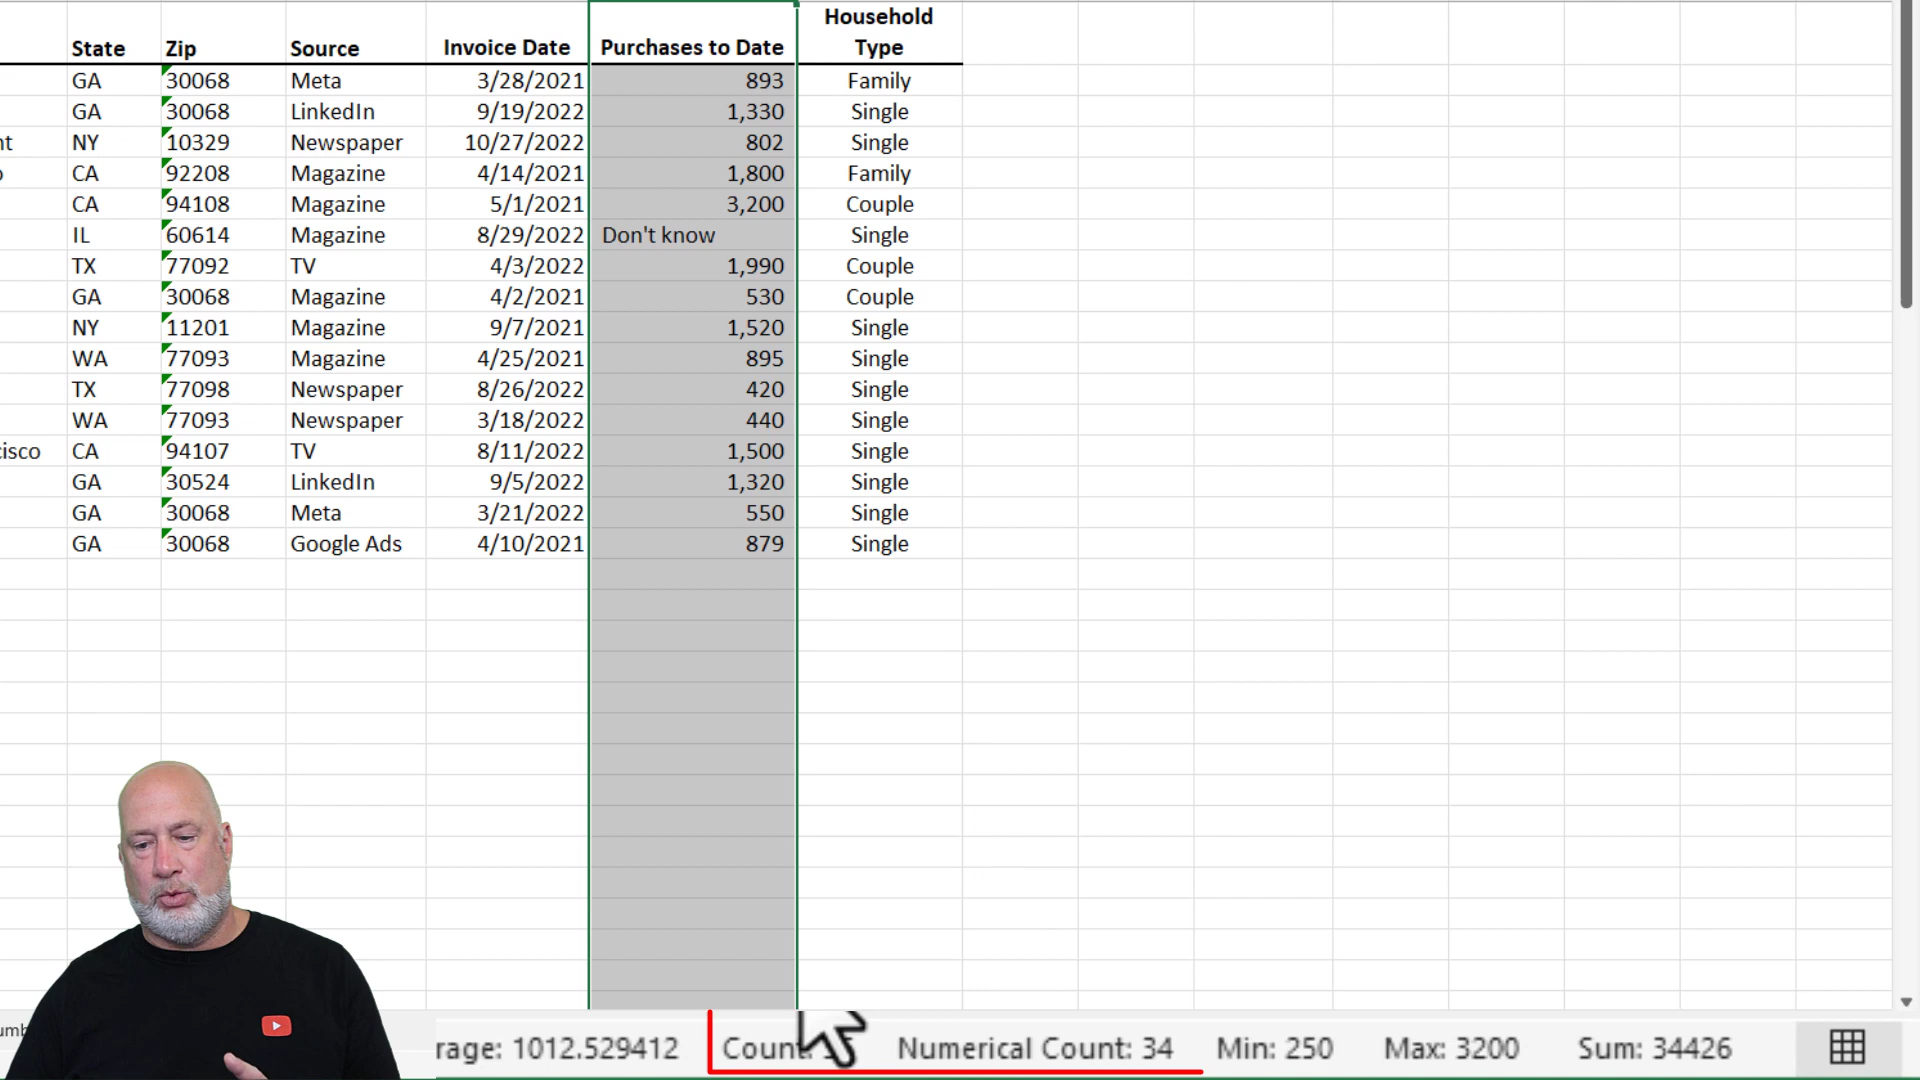 Household
State Zip Source Invoice Date Purchases to Date Type
GA 30068 Meta 3/28/2021 893 Family
GA 30068 LinkedIn 9/19/2022 1,330 Single
nt NY 10329 Newspaper 10/27/2022 802 Single
CA 92208 Magazine 4/14/2021 1,800 Family
CA 94108 Magazine 5/1/2021 3,200 Couple
IL 60614 Magazine 8/29/2022 Don't know Single
TX 77092 TV 4/3/2022 1,990 Couple
GA 30068 Magazine 4/2/2021 530 Couple
NY 11201 Magazine 9/7/2021 1,520 Single
WA 77093 Magazine 4/25/2021 895 Single
TX 77098 Newspaper 8/26/2022 420 Single
WA 77093 Newspaper 3/18/2022 440 Single
cisco CA 94107 TV 8/11/2022 1,500 Single
GA 30524 LinkedIn 9/5/2022 1,320 Single
GA 30068 Meta 3/21/2022 550 Single
GA 30068 Google Ads 4/10/2021 879 Single
umb rage: 1012.529412 Count: Numerical Count: 34 Min: 250 Max: 3200 Sum: 34426